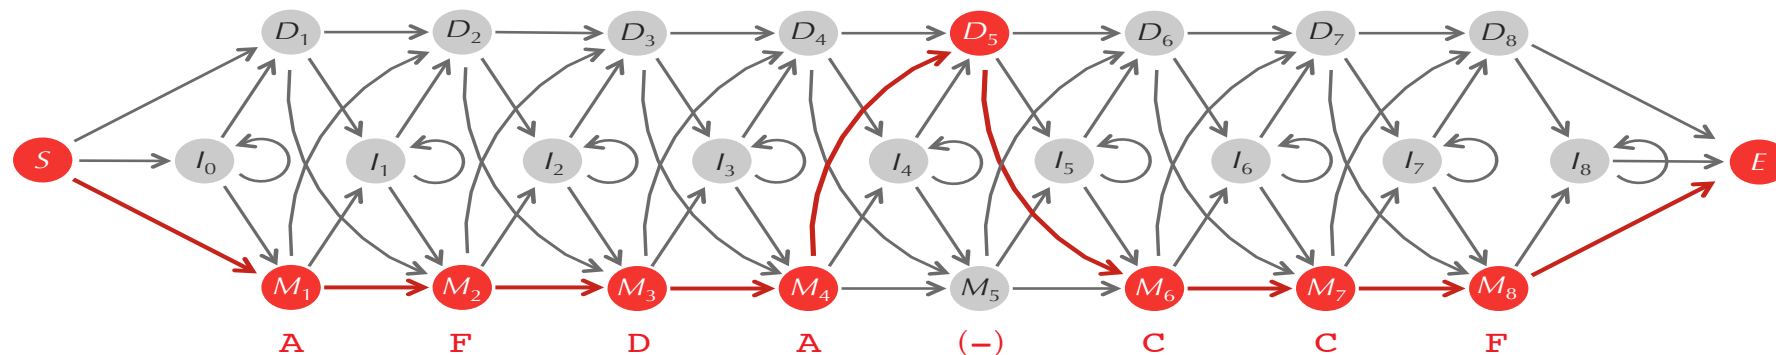 D₁ D₂ D₃ D₄ D₅ D₆ D₇ D₈
S I₀ I₁ I₂ I₃ I₄ I₅ I₆ I₇ I₈ E
M₁ M₂ M₃ M₄ M₅ M₆ M₇ M₈
A F D A (–) C C F